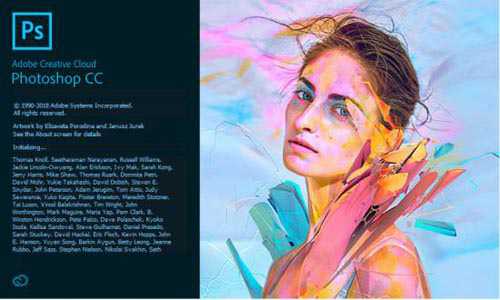 Ps
Adobe Creative Cloud
Photoshop CC
© 1990-2018 Adobe Systems Incorporated.
All rights reserved.
Artwork by Elizaveta Porodina and Janusz Jurek
See the About screen for details
Initializing...
Thomas Knoll, Seetharaman Narayanan, Russell Williams,
Jackie Lincoln-Owyang, Alan Erickson, Ivy Mak, Sarah Kong,
Jerry Harris, Mike Shaw, Thomas Ruark, Domnita Petri,
David Mohr, Yukie Takahashi, David Dobish, Steven E.
Snyder, John Peterson, Adam Jerugim, Tom Attix, Judy
Severance, Yuko Kagita, Foster Brereton, Meredith Stotzner,
Tai Luxon, Vinod Balakrishnan, Tim Wright, John
Worthington, Mark Maguire, Maria Yap, Pam Clark, B.
Winston Hendrickson, Pete Falco, Dave Polaschek, Kyoko
Itoda, Kellisa Sandoval, Steve Guilhamet, Daniel Presedo,
Sarah Stuckey, David Hackel, Eric Floch, Kevin Hopps, John
E. Hanson, Yuyan Song, Barkin Aygun, Betty Leong, Jeanne
Rubbo, Jeff Sass, Stephen Nielson, Nikolai Svakhin, Seth